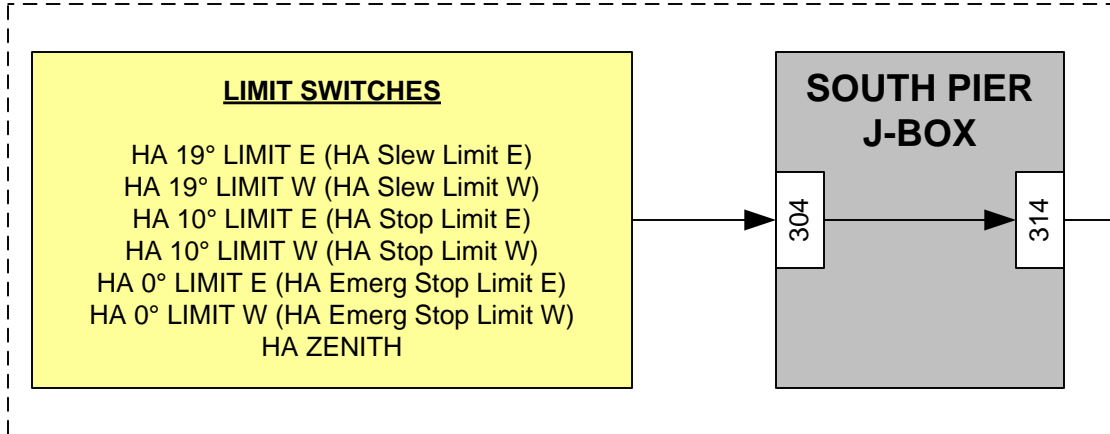 LIMIT SWITCHES
HA 19° LIMIT E (HA Slew Limit E)
HA 19° LIMIT W (HA Slew Limit W)
HA 10° LIMIT E (HA Stop Limit E)
HA 10° LIMIT W (HA Stop Limit W)
HA 0° LIMIT E (HA Emerg Stop Limit E)
HA 0° LIMIT W (HA Emerg Stop Limit W)
HA ZENITH
SOUTH PIER
J-BOX
304
314